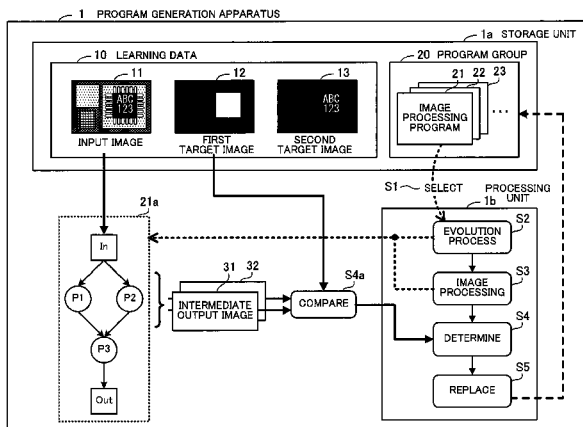 1 PROGRAM GENERATION APPARATUS
1a STORAGE UNIT
10 LEARNING DATA
11
12
13
ABC
123
ABC
123
INPUT IMAGE
FIRST
TARGET IMAGE
SECOND
TARGET IMAGE
20 PROGRAM GROUP
21
22
23
IMAGE
PROCESSING
PROGRAM
...
S1
SELECT
PROCESSING
UNIT
1b
21a
In
P1
P2
P3
Out
31
32
INTERMEDIATE
OUTPUT IMAGE
S4a
COMPARE
EVOLUTION
PROCESS
S2
IMAGE
PROCESSING
S3
DETERMINE
S4
REPLACE
S5